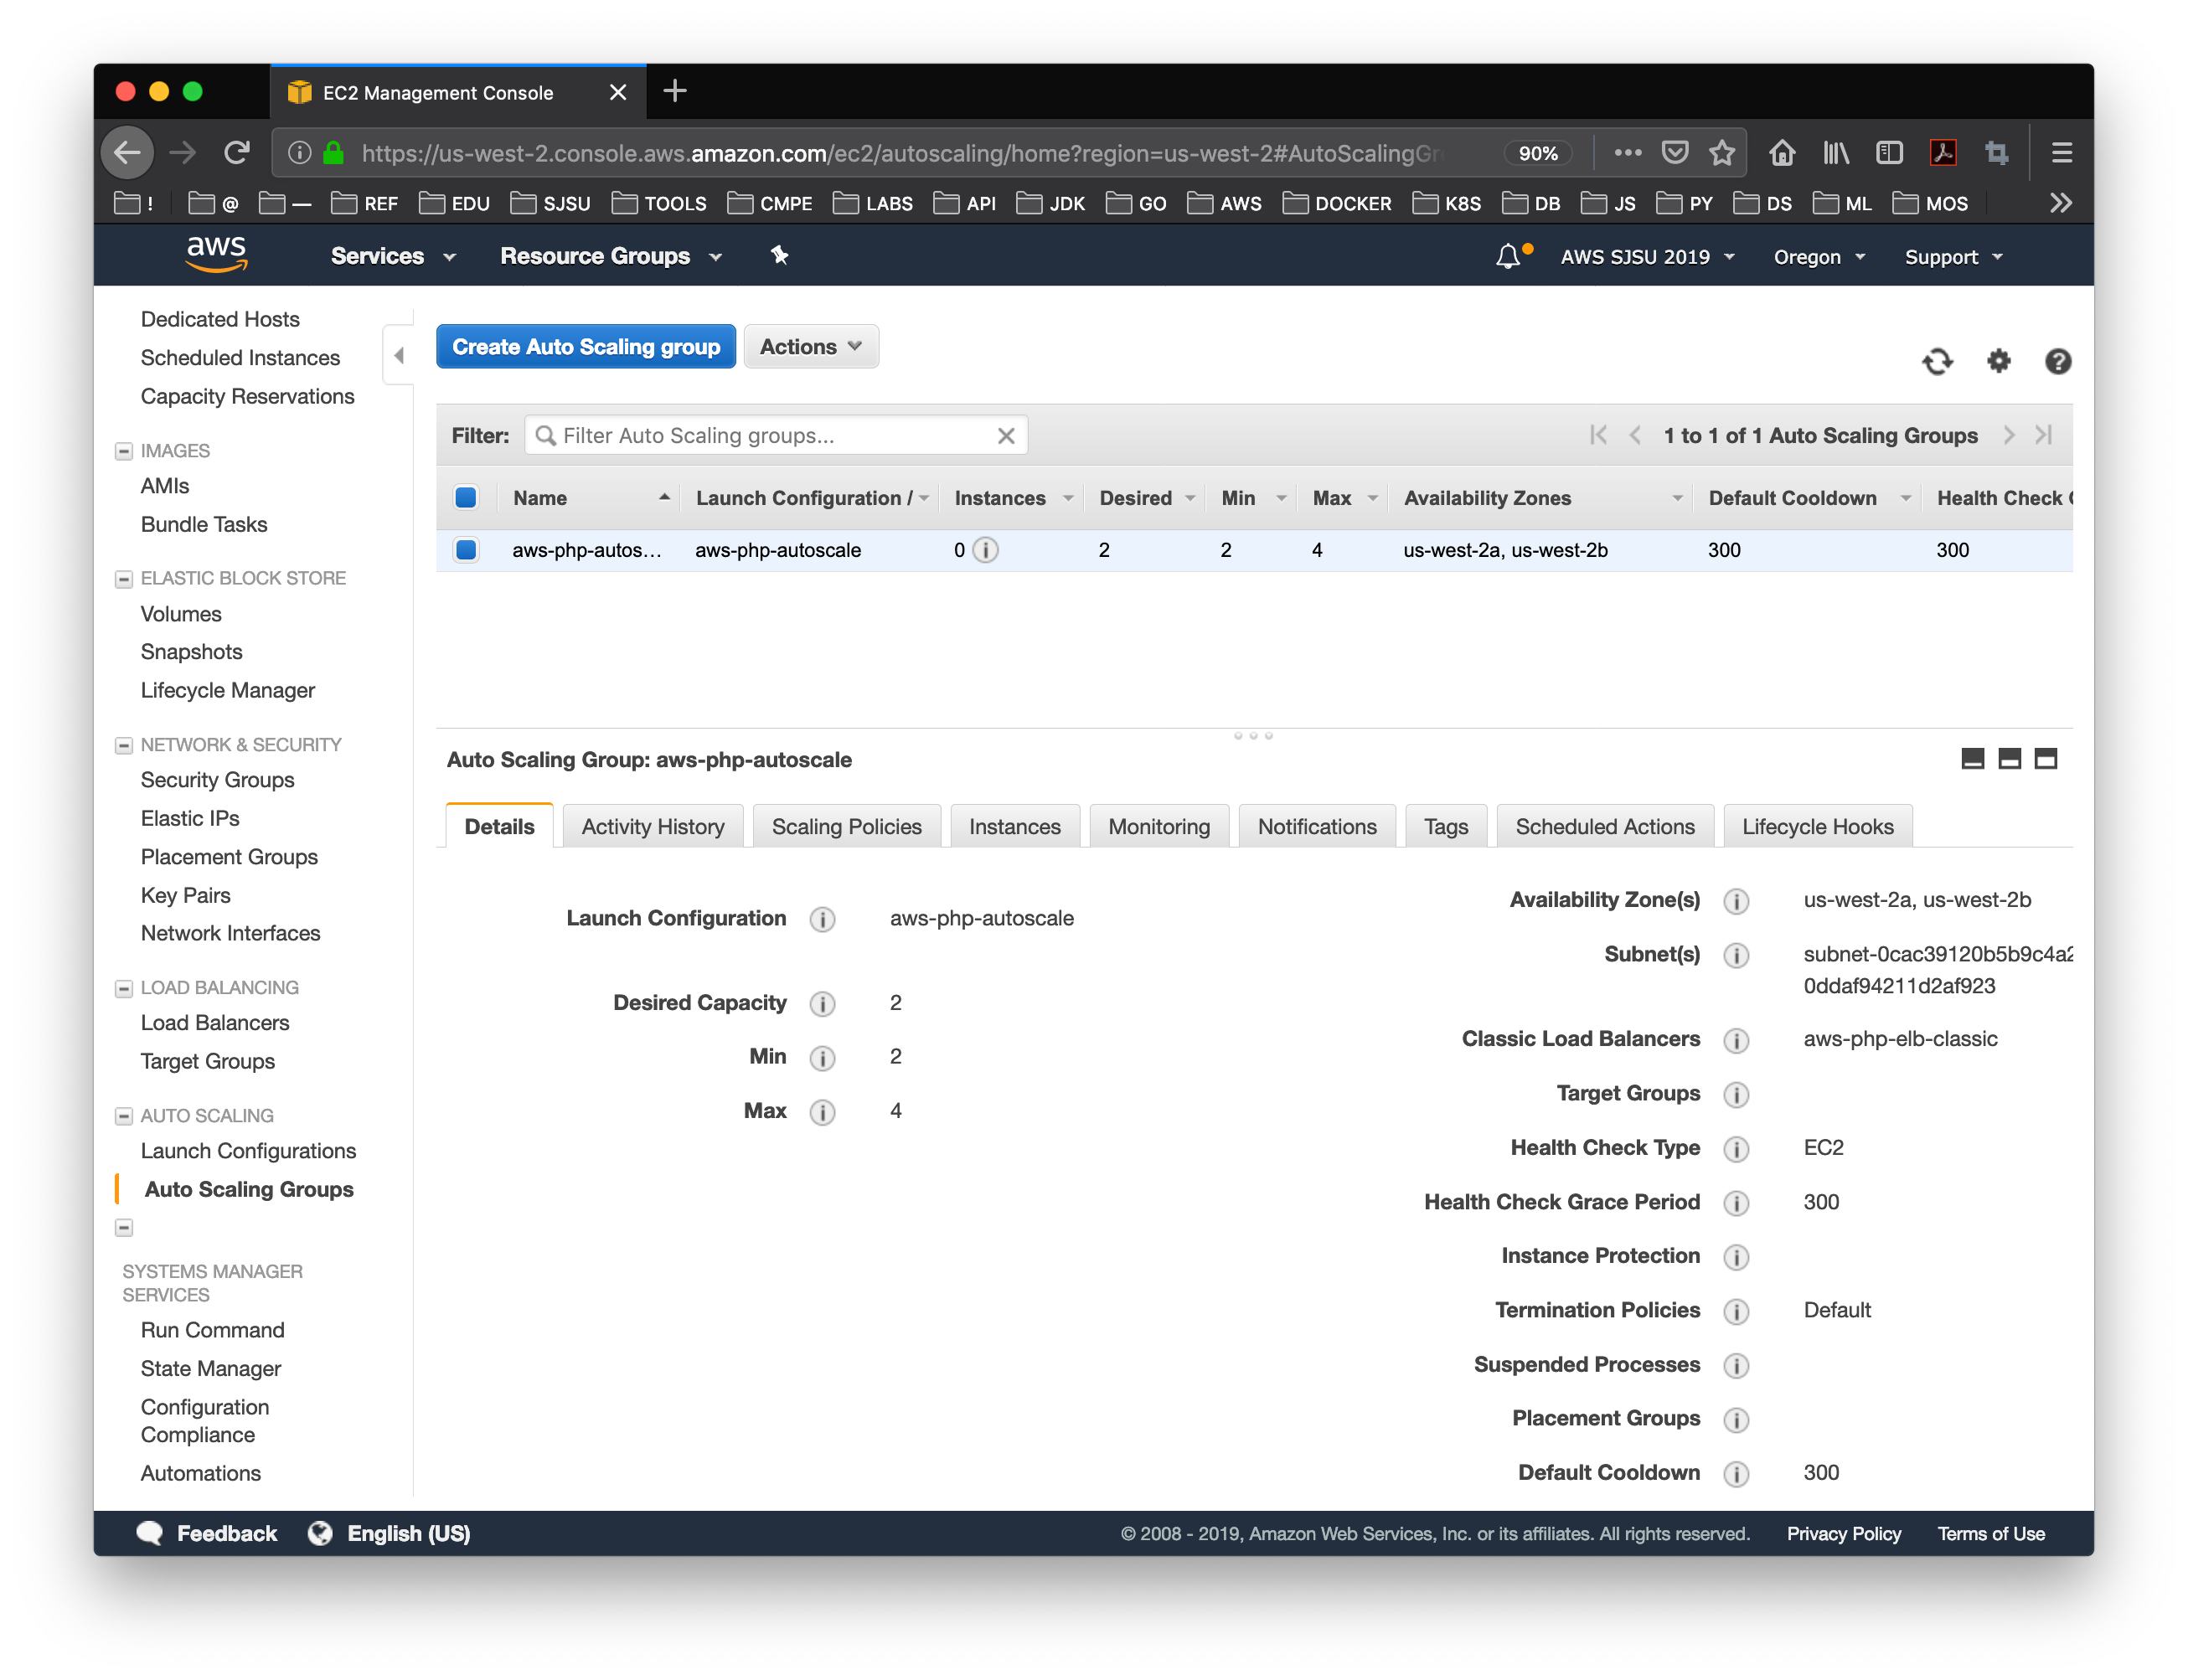 EC2 Management Console
https://us-west-2.console.aws.amazon.com/ec2/autoscaling/home?region=us-west-2#AutoScalingGr
90%
! @ — REF EDU SJSU TOOLS CMPE LABS API JDK GO AWS DOCKER K8S DB JS PY DS ML MOS
aws Services Resource Groups AWS SJSU 2019 Oregon Support
Dedicated Hosts
Scheduled Instances
Capacity Reservations
IMAGES
AMIs
Bundle Tasks
ELASTIC BLOCK STORE
Volumes
Snapshots
Lifecycle Manager
NETWORK & SECURITY
Security Groups
Elastic IPs
Placement Groups
Key Pairs
Network Interfaces
LOAD BALANCING
Load Balancers
Target Groups
AUTO SCALING
Launch Configurations
Auto Scaling Groups
SYSTEMS MANAGER
SERVICES
Run Command
State Manager
Configuration
Compliance
Automations
Create Auto Scaling group Actions
Filter: Filter Auto Scaling groups... 1 to 1 of 1 Auto Scaling Groups
Name Launch Configuration / Instances Desired Min Max Availability Zones Default Cooldown Health Check
aws-php-autos… aws-php-autoscale 0 2 2 4 us-west-2a, us-west-2b 300 300
Auto Scaling Group: aws-php-autoscale
Details Activity History Scaling Policies Instances Monitoring Notifications Tags Scheduled Actions Lifecycle Hooks
Launch Configuration aws-php-autoscale
Desired Capacity 2
Min 2
Max 4
Availability Zone(s) us-west-2a, us-west-2b
Subnet(s) subnet-0cac39120b5b9c4a2
0ddaf94211d2af923
Classic Load Balancers aws-php-elb-classic
Target Groups
Health Check Type EC2
Health Check Grace Period 300
Instance Protection
Termination Policies Default
Suspended Processes
Placement Groups
Default Cooldown 300
Feedback English (US) © 2008 - 2019, Amazon Web Services, Inc. or its affiliates. All rights reserved. Privacy Policy Terms of Use